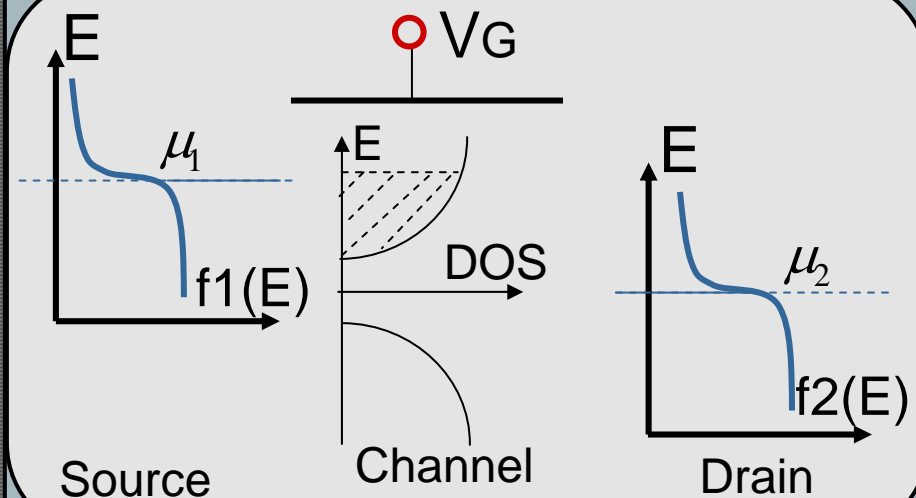 E
VG
μ1
E
E
DOS
μ2
f1(E)
f2(E)
Source
Channel
Drain